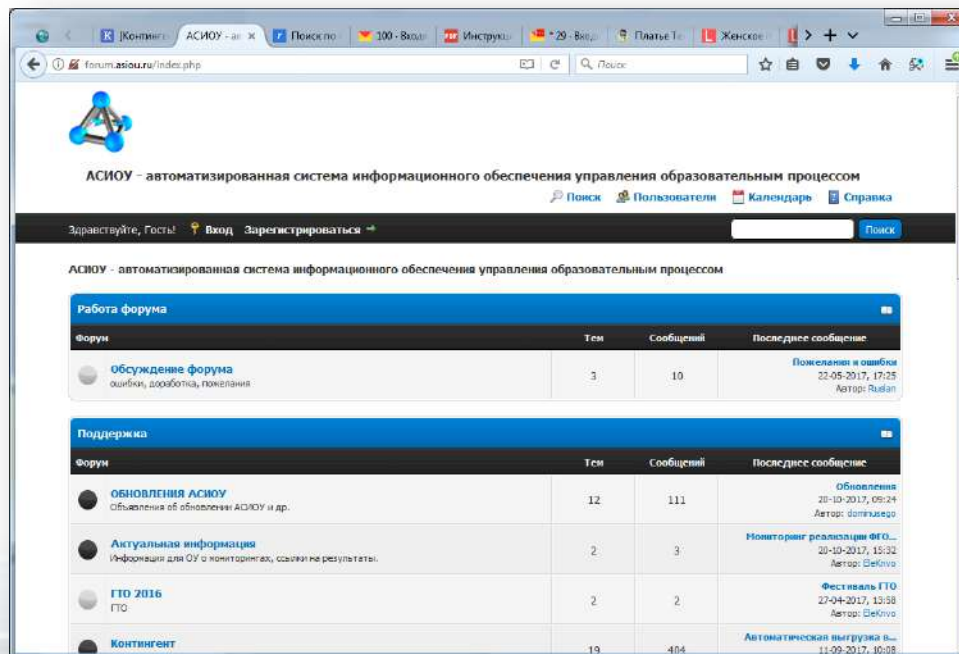 [Континге
АСИОУ - ав
Поиск по
100 - Входя
Инструкц
* 29 - Вход
Платье Те
Женское
forum.asiou.ru/index.php
Поиск
АСИОУ - автоматизированная система информационного обеспечения управления образовательным процессом
Поиск Пользователи Календарь Справка
Здравствуйте, Гость! Вход Зарегистрироваться Поиск
АСИОУ - автоматизированная система информационного обеспечения управления образовательным процессом
Работа форума
Форум Тем Сообщений Последнее сообщение
Обсуждение форума
ошибки, доработка, пожелания
3 10
Пожелания и ошибки
22-05-2017, 17:25
Автор: Ruslan
Поддержка
Форум Тем Сообщений Последнее сообщение
ОБНОВЛЕНИЯ АСИОУ
Объявления об обновлении АСИОУ и др.
12 111
Обновления
20-10-2017, 09:24
Автор: dominusego
Актуальная информация
Информация для ОУ о мониторингах, ссылки на результаты.
2 3
Мониторинг реализации ФГО...
20-10-2017, 15:32
Автор: EleKrivo
ГТО 2016
ГТО
2 2
Фестиваль ГТО
27-04-2017, 13:58
Автор: EleKrivo
Контингент
19 404
Автоматическая выгрузка в...
11-09-2017, 10:08